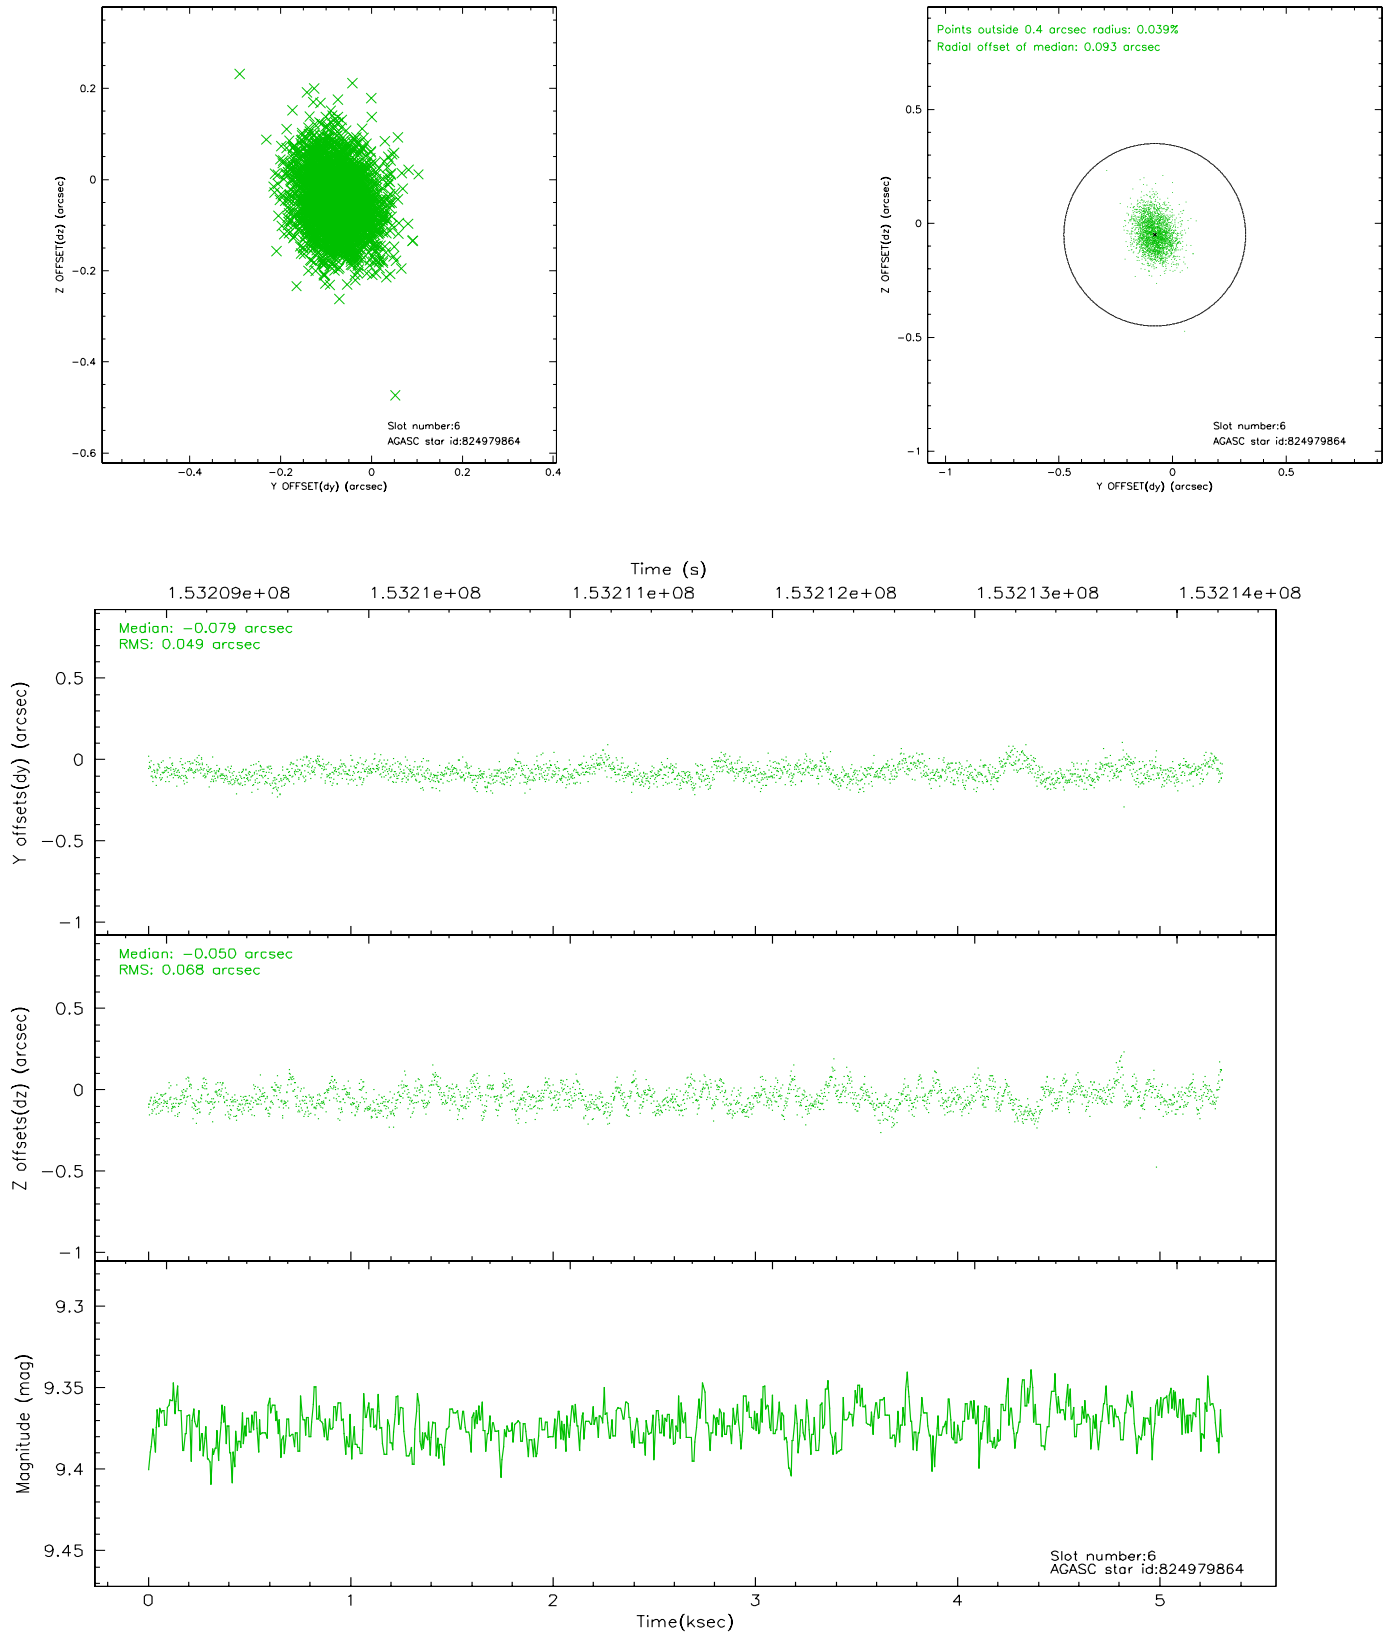 0.2
0
−0.2
−0.4
−0.6
−0.4
−0.2
0
0.2
0.4
Z OFFSET(dz) (arcsec)
Y OFFSET(dy) (arcsec)
Slot number:6
AGASC star id:824979864
Points outside 0.4 arcsec radius: 0.039%
Radial offset of median: 0.093 arcsec
0.5
0
−0.5
−1
−1
−0.5
0
0.5
Z OFFSET(dz) (arcsec)
Y OFFSET(dy) (arcsec)
Slot number:6
AGASC star id:824979864
Time (s)
1.53209e+08
1.5321e+08
1.53211e+08
1.53212e+08
1.53213e+08
1.53214e+08
Median: −0.079 arcsec
RMS: 0.049 arcsec
0.5
0
−0.5
−1
Y offsets(dy) (arcsec)
Median: −0.050 arcsec
RMS: 0.068 arcsec
0.5
0
−0.5
−1
Z offsets(dz) (arcsec)
9.3
9.35
9.4
9.45
Magnitude (mag)
Slot number:6
AGASC star id:824979864
0
1
2
3
4
5
Time(ksec)